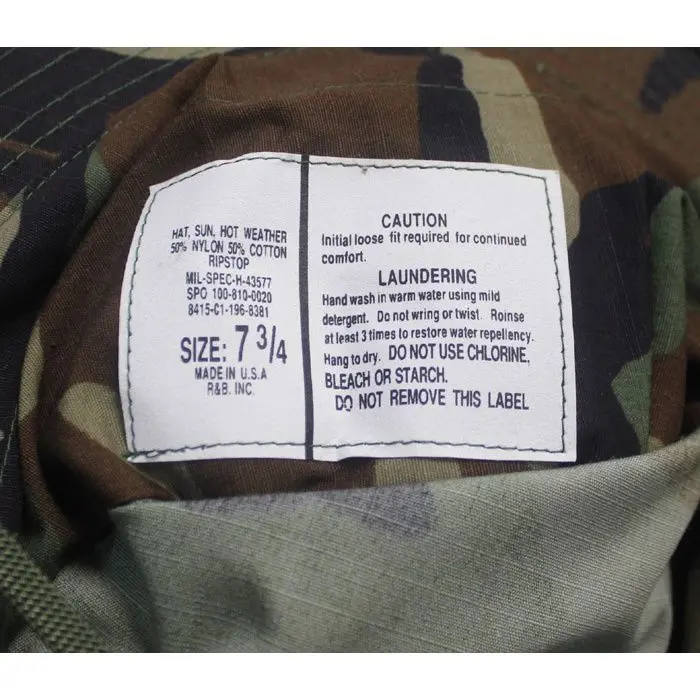 HAT, SUN, HOT WEATHER
50% NYLON 50% COTTON
RIPSTOP
MIL-SPEC-H-43577
SPO 100-810-0020
8415-C1-196-8381
SIZE: 7 3/4
MADE IN U.S.A
R&B. INC.
CAUTION
Initial loose fit required for continued
comfort.
LAUNDERING
Hand wash in warm water using mild
detergent. Do not wring or twist. Roinse
at least 3 times to restore water repellency.
Hang to dry. DO NOT USE CHLORINE,
BLEACH OR STARCH.
DO NOT REMOVE THIS LABEL